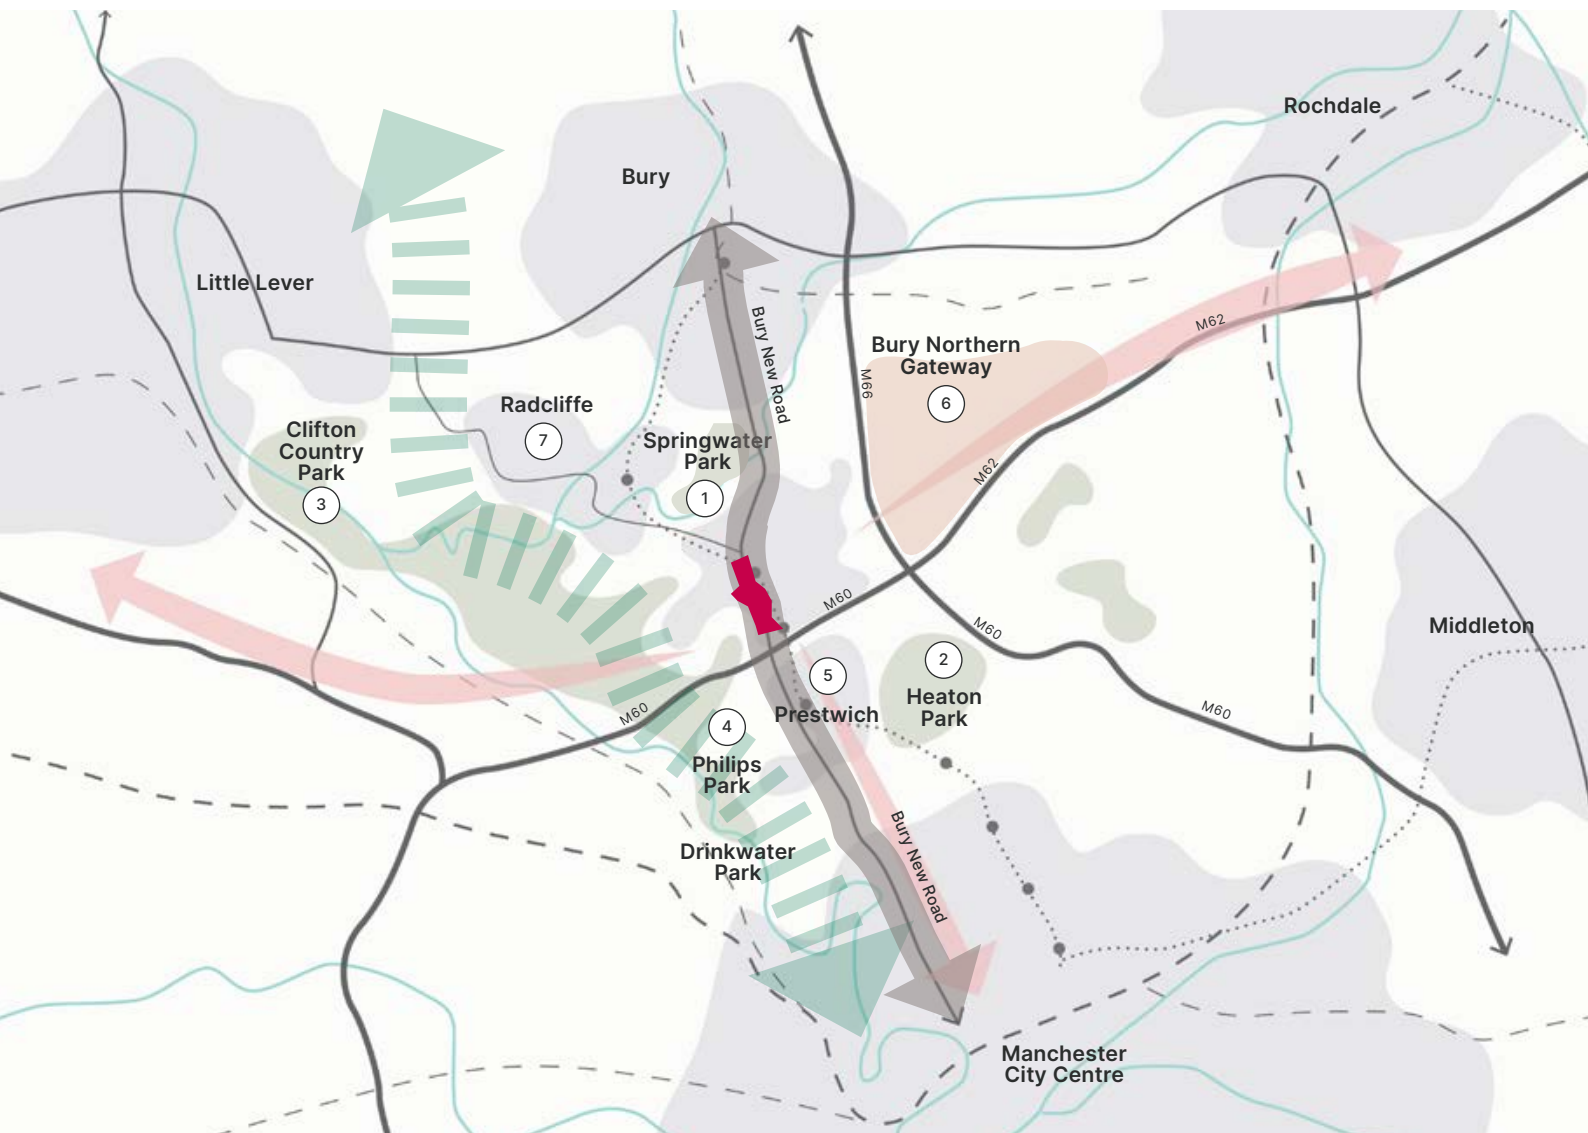 Rochdale
Bury
Little Lever
Bury New Road
M62
Bury Northern
Gateway
6
M66
Radcliffe
7
Clifton
Country
Park
3
Springwater
Park
1
M62
M60
M60
Middleton
2
Heaton
Park
5
Prestwich
M60
M60
4
Philips
Park
Bury New Road
Drinkwater
Park
Manchester
City Centre